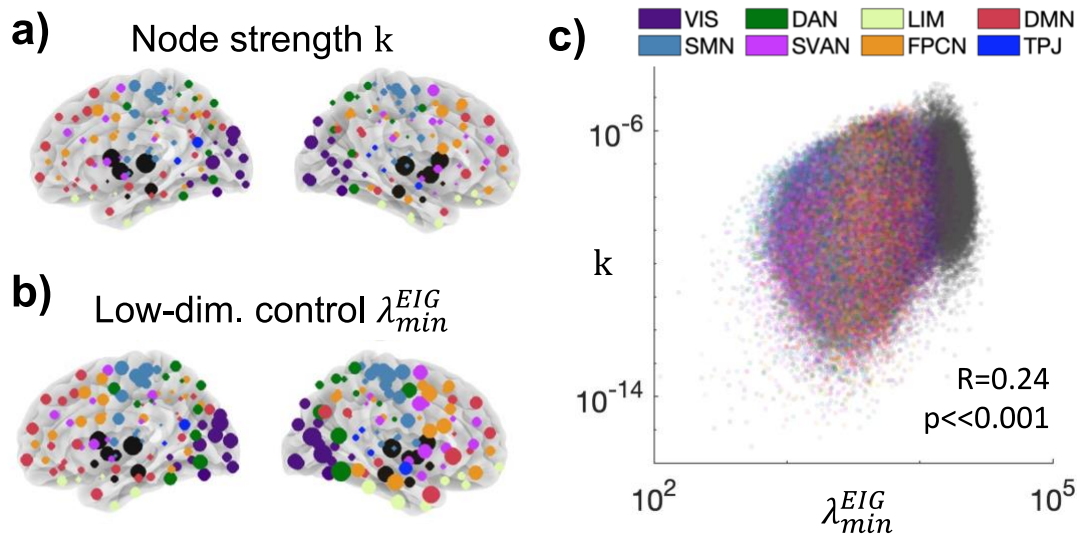 a)
Node strength k
b)
Low-dim. control λ_min^EIG
c)
VIS DAN LIM DMN
SMN SVAN FPCN TPJ
10^-6
k
10^-14
R=0.24
p<<0.001
10^2
10^5
λ_min^EIG